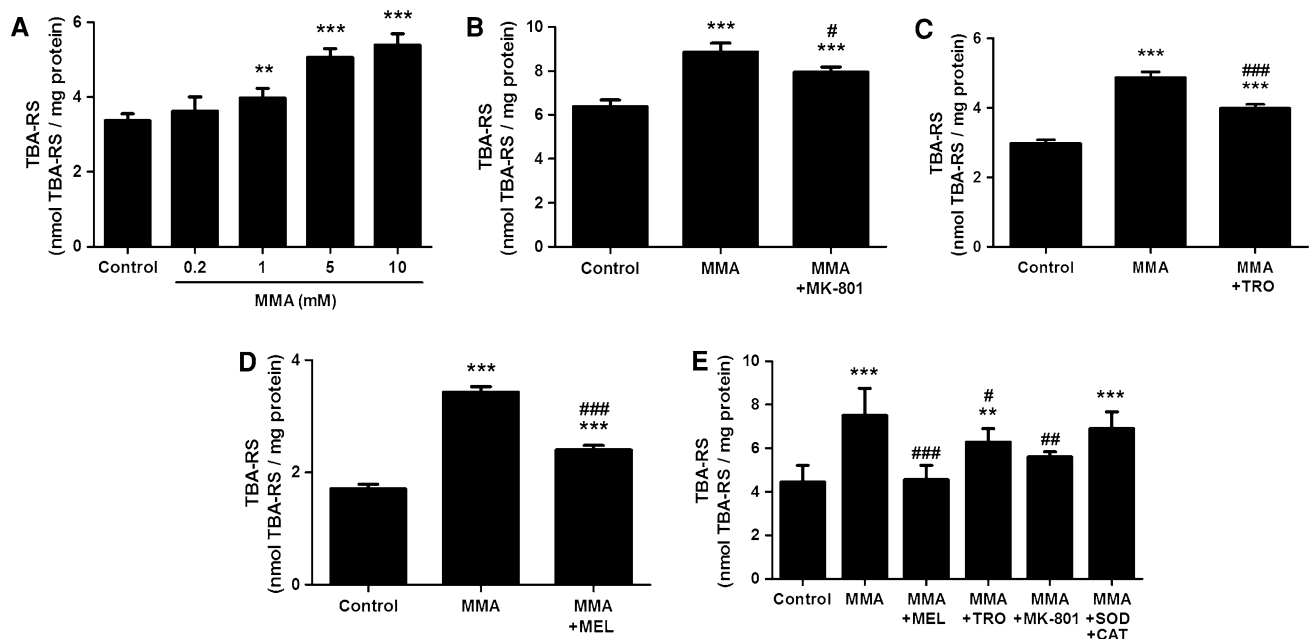 A
TBA-RS
(nmol TBA-RS / mg protein)
6
4
2
0
**
***
***
Control
0.2
1
5
10
MMA (mM)
B
TBA-RS
(nmol TBA-RS / mg protein)
10
8
6
4
2
0
***
#
***
Control
MMA
MMA
+MK-801
C
TBA-RS
(nmol TBA-RS / mg protein)
6
4
2
0
***
###
***
Control
MMA
MMA
+TRO
D
TBA-RS
(nmol TBA-RS / mg protein)
4
2
0
***
###
***
Control
MMA
MMA
+MEL
E
TBA-RS
(nmol TBA-RS / mg protein)
10
8
6
4
2
0
***
###
#
**
##
***
Control
MMA
MMA
+MEL
MMA
+TRO
MMA
+MK-801
MMA
+SOD
+CAT